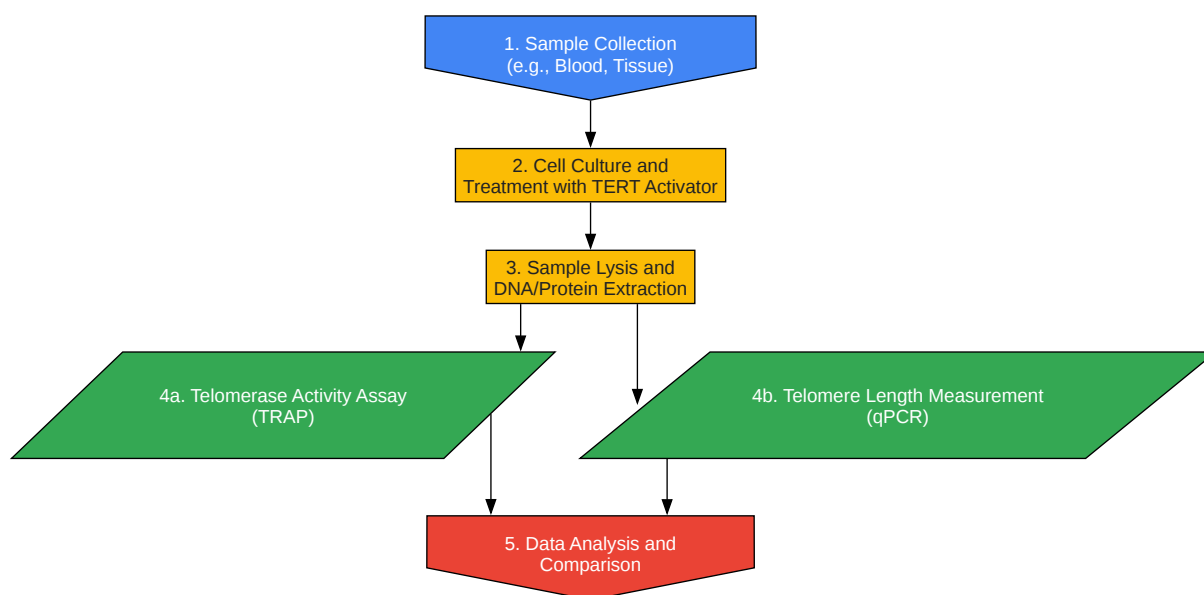 1. Sample Collection
(e.g., Blood, Tissue)
2. Cell Culture and
Treatment with TERT Activator
3. Sample Lysis and
DNA/Protein Extraction
4a. Telomerase Activity Assay
(TRAP)
4b. Telomere Length Measurement
(qPCR)
5. Data Analysis and
Comparison